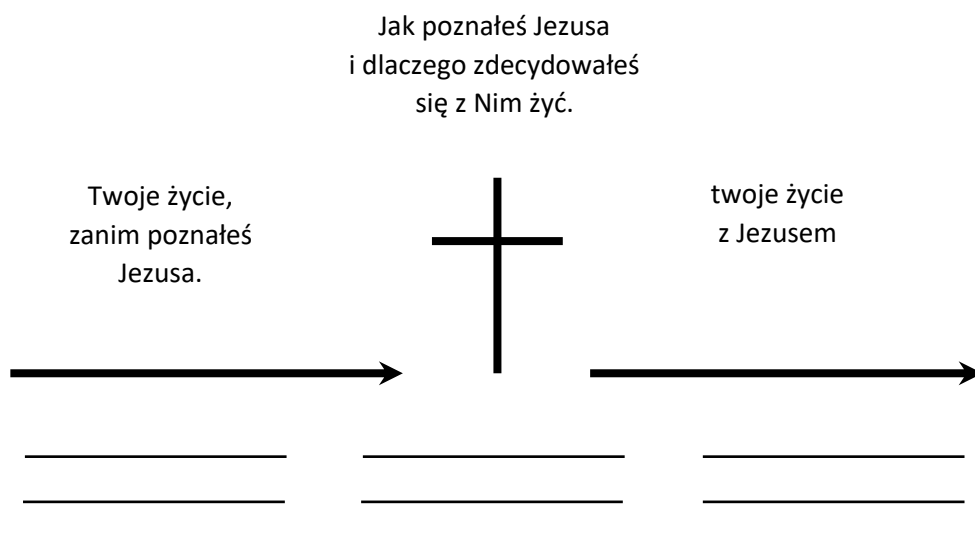 Jak poznałeś Jezusa
i dlaczego zdecydowałeś
się z Nim żyć.
Twoje życie,
zanim poznałeś
Jezusa.
twoje życie
z Jezusem